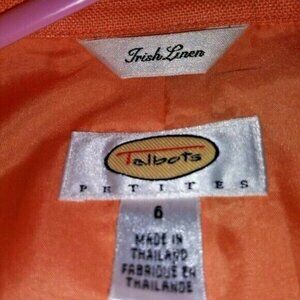 Irish Linen
Talbots
PETITES
6
MADE IN
THAILAND
FABRIQUE EN
THAILANDE